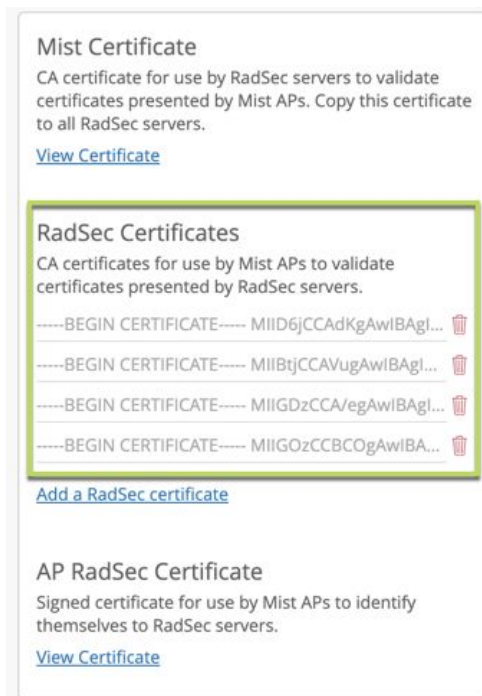 Mist Certificate
CA certificate for use by RadSec servers to validate
certificates presented by Mist APs. Copy this certificate
to all RadSec servers.
View Certificate
RadSec Certificates
CA certificates for use by Mist APs to validate
certificates presented by RadSec servers.
-----BEGIN CERTIFICATE----- MIID6jCCAdKgAwIBAgI...
-----BEGIN CERTIFICATE----- MIIBtjCCAVugAwIBAgI...
-----BEGIN CERTIFICATE----- MIIGDzCCA/egAwIBAgI...
-----BEGIN CERTIFICATE----- MIIGOzCCBCOgAwIBA...
Add a RadSec certificate
AP RadSec Certificate
Signed certificate for use by Mist APs to identify
themselves to RadSec servers.
View Certificate